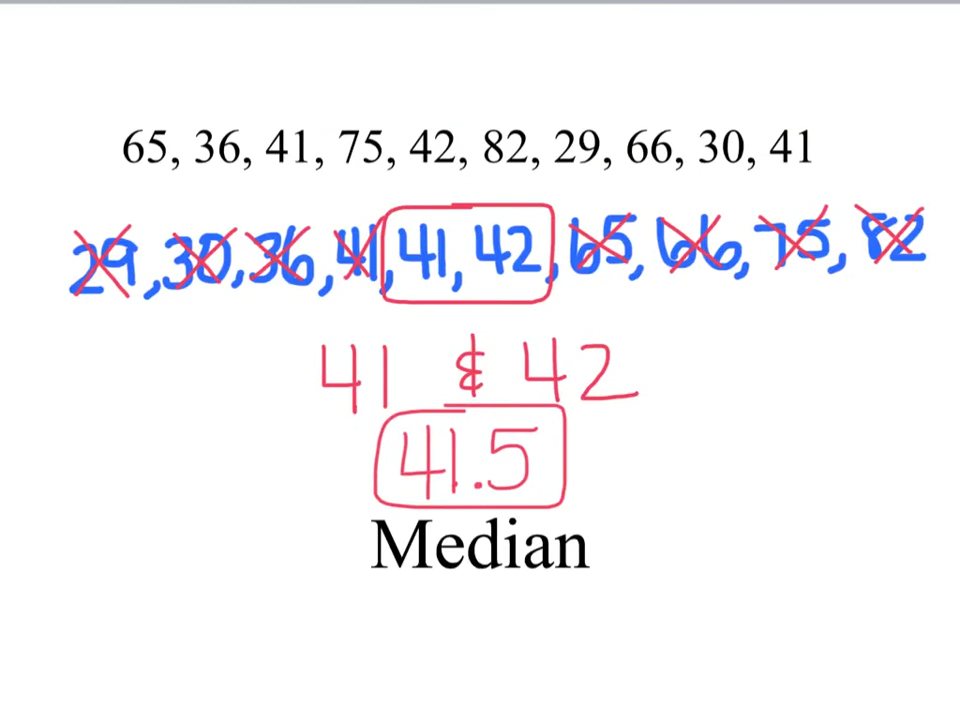 65, 36, 41, 75, 42, 82, 29, 66, 30, 41
29, 30, 36, 41, 41, 42, 65, 66, 75, 82
41 & 42
41.5
Median